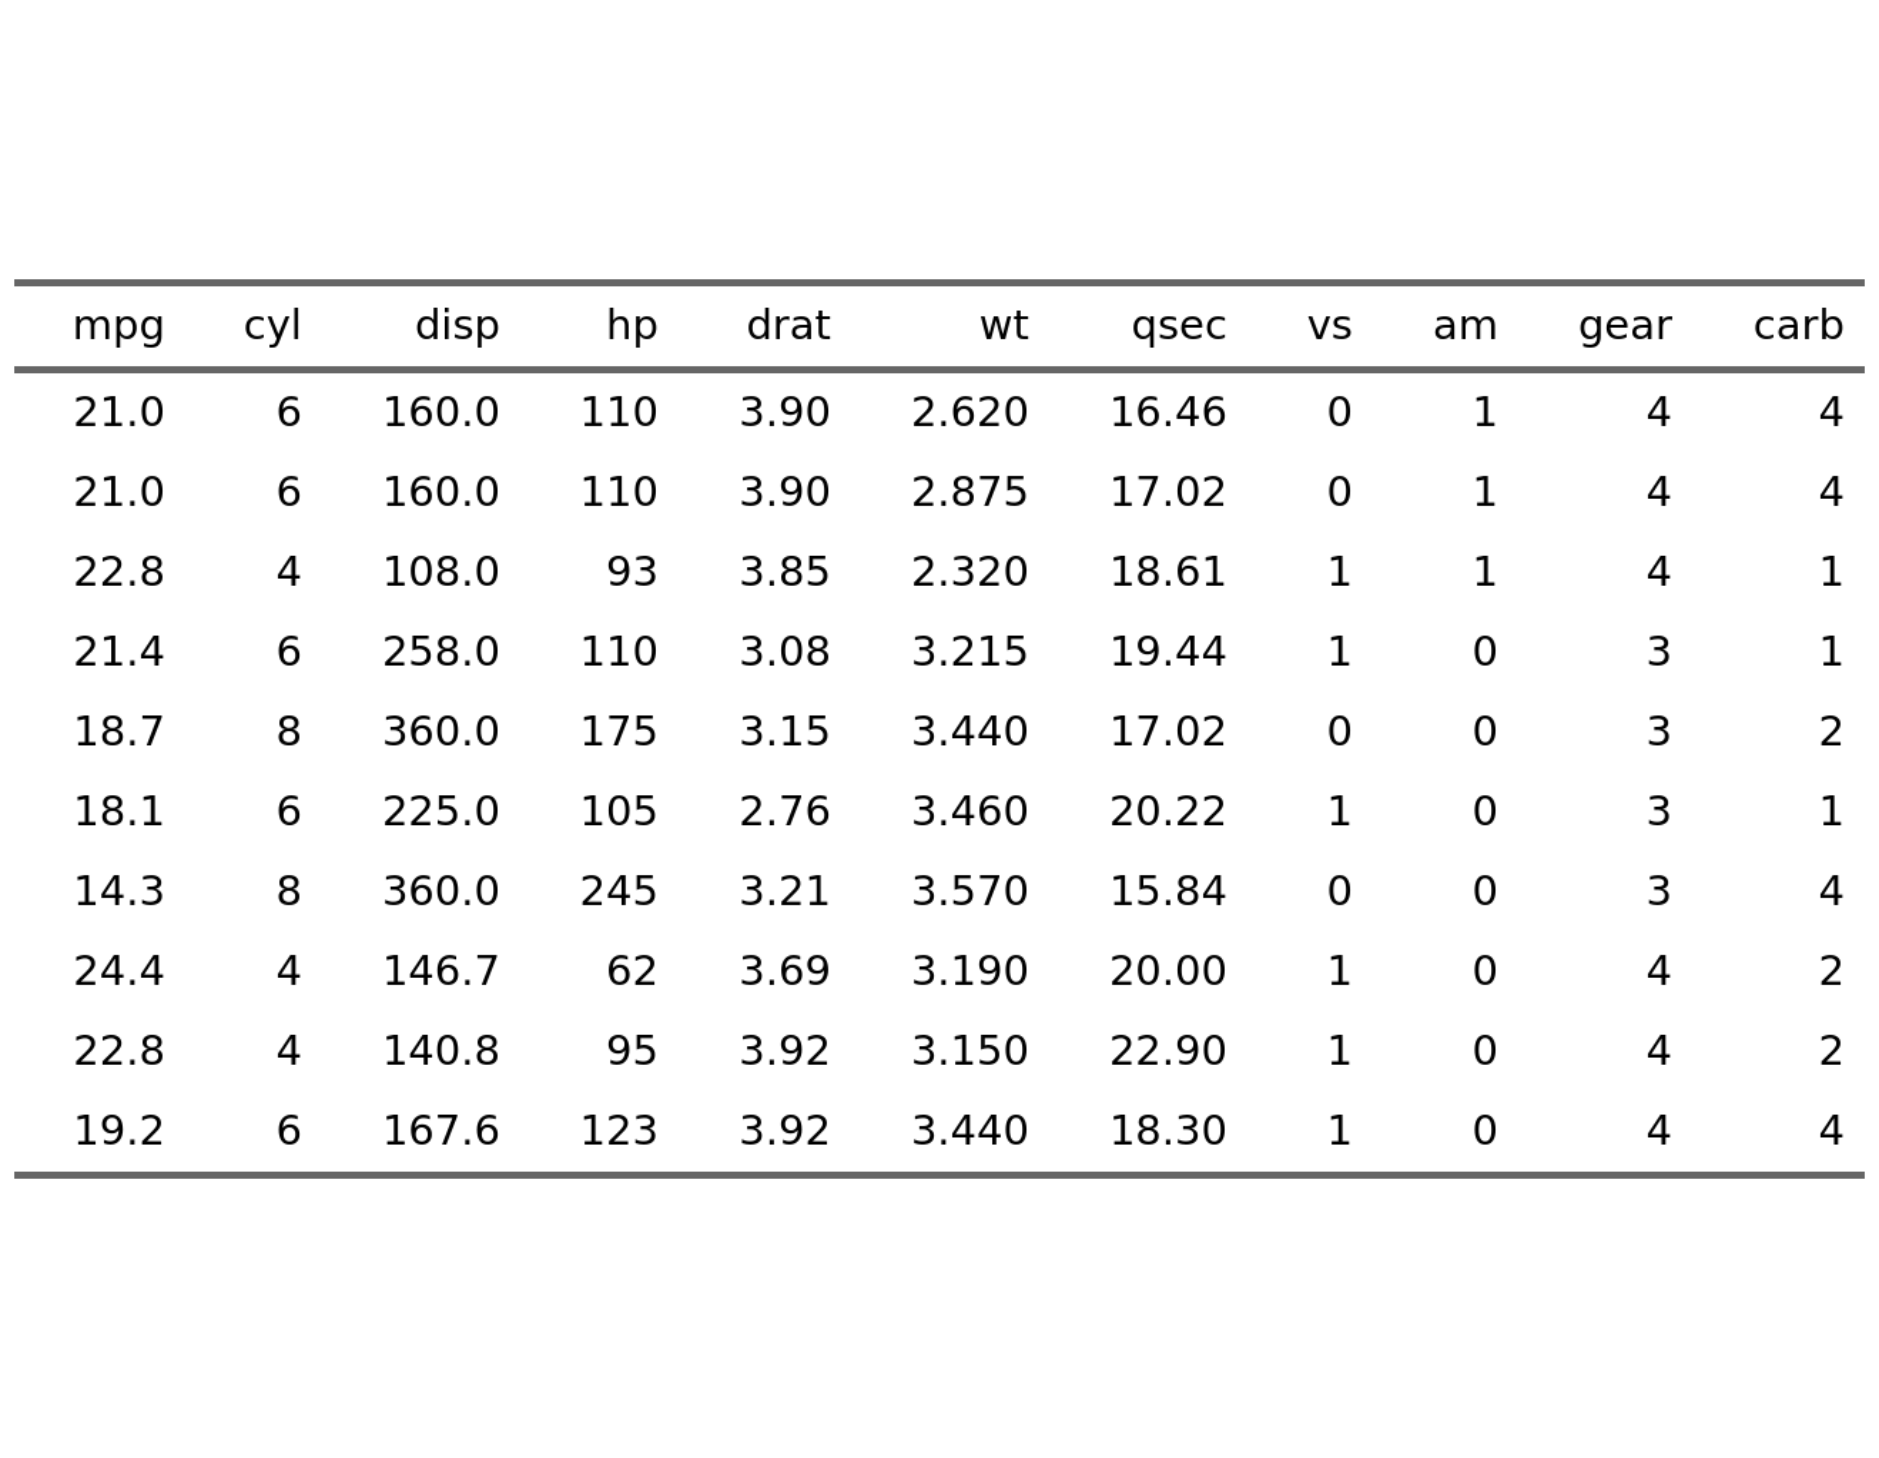 mpg cyl disp hp drat wt qsec vs am gear carb
21.0 6 160.0 110 3.90 2.620 16.46 0 1 4 4
21.0 6 160.0 110 3.90 2.875 17.02 0 1 4 4
22.8 4 108.0 93 3.85 2.320 18.61 1 1 4 1
21.4 6 258.0 110 3.08 3.215 19.44 1 0 3 1
18.7 8 360.0 175 3.15 3.440 17.02 0 0 3 2
18.1 6 225.0 105 2.76 3.460 20.22 1 0 3 1
14.3 8 360.0 245 3.21 3.570 15.84 0 0 3 4
24.4 4 146.7 62 3.69 3.190 20.00 1 0 4 2
22.8 4 140.8 95 3.92 3.150 22.90 1 0 4 2
19.2 6 167.6 123 3.92 3.440 18.30 1 0 4 4